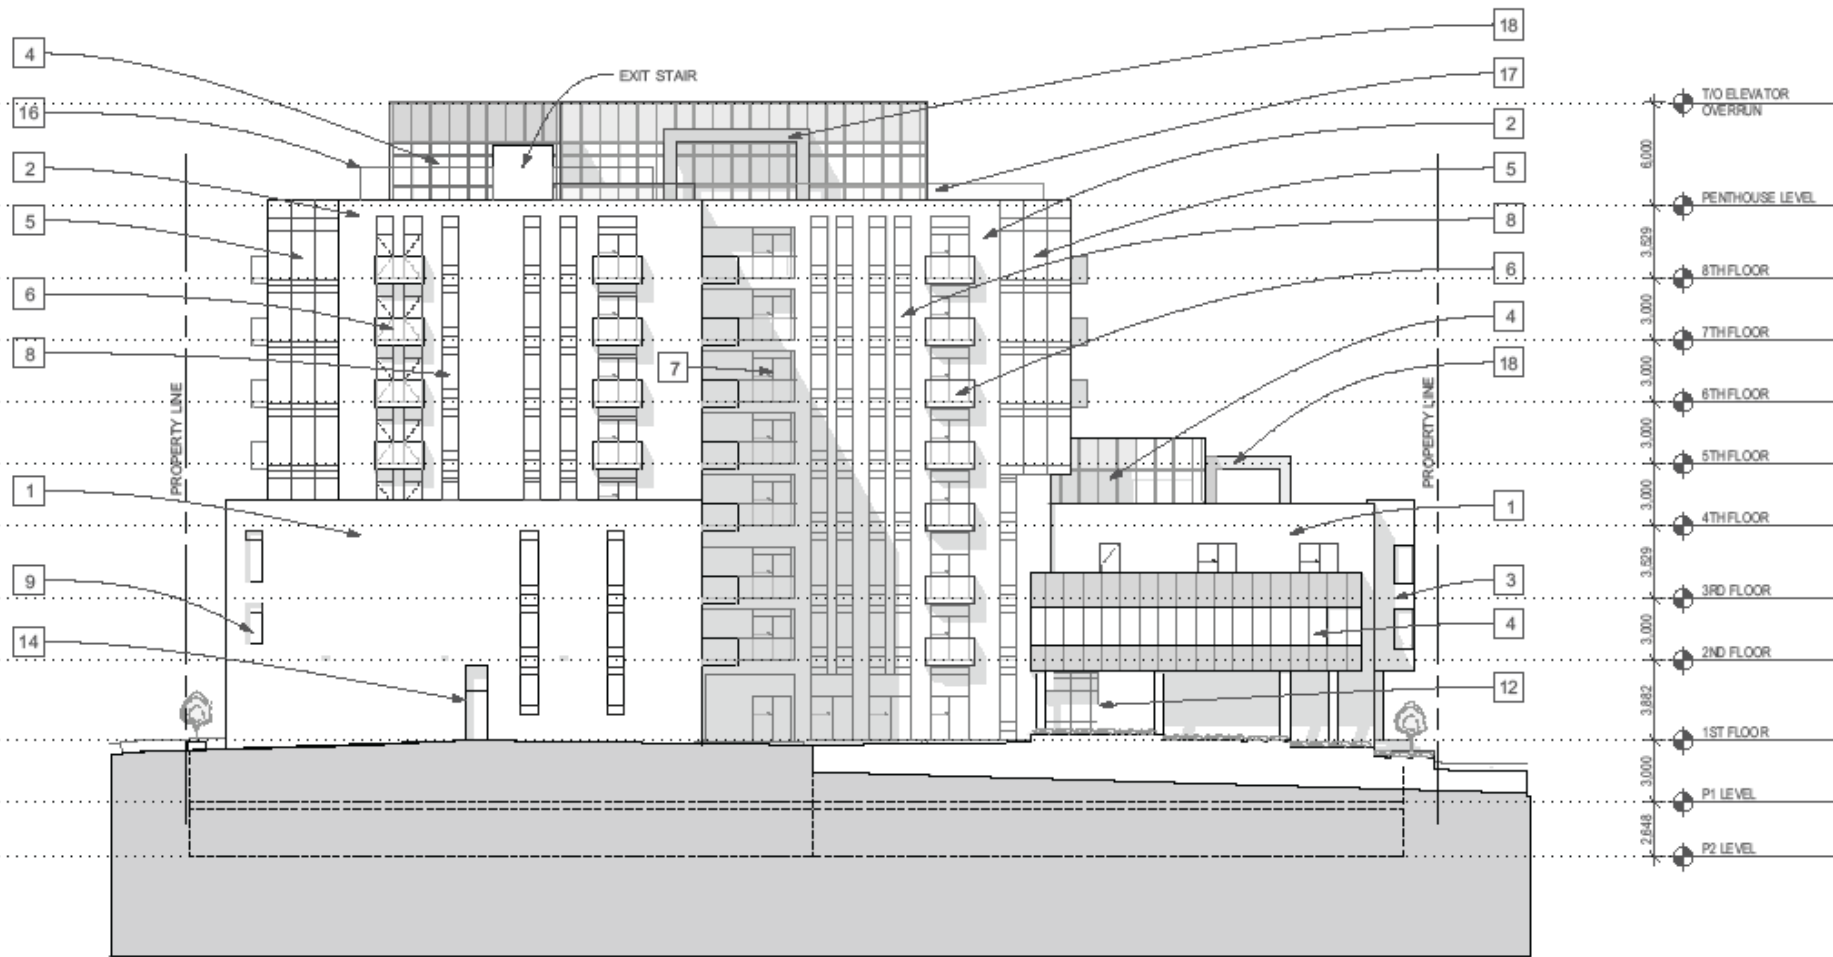 18
4
17
EXIT STAIR
T/O ELEVATOR
OVERRUN
16
2
6.000
2
5
PENTHOUSE LEVEL
5
8
3.629
8TH FLOOR
6
6
3.000
7TH FLOOR
4
8
7
18
3.000
6TH FLOOR
PROPERTY LINE
PROPERTY LINE
3.000
5TH FLOOR
1
3.000
1
4TH FLOOR
3.629
9
3
3RD FLOOR
14
4
3.000
2ND FLOOR
12
3.882
1ST FLOOR
3.000
P1 LEVEL
2.648
P2 LEVEL